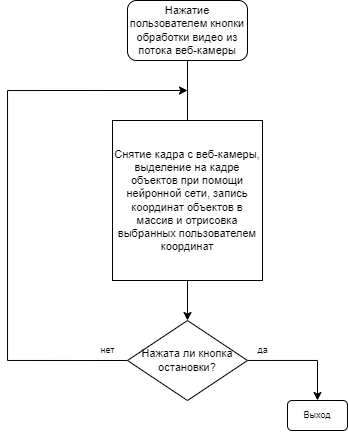 Нажатие
пользователем кнопки
обработки видео из
потока веб-камеры
Снятие кадра с веб-камеры,
выделение на кадре
объектов при помощи
нейронной сети, запись
координат объектов в
массив и отрисовка
выбранных пользователем
координат
нет
Нажата ли кнопка
остановки?
да
Выход